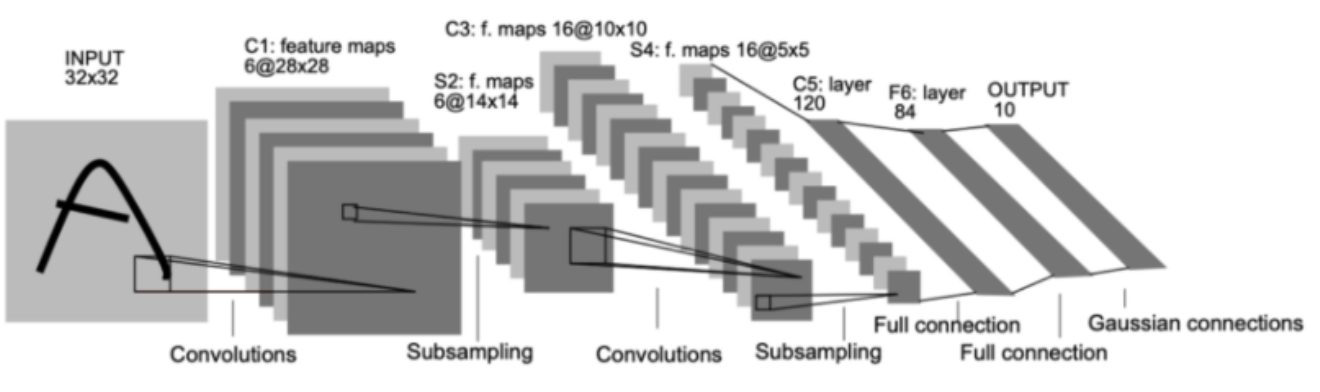 INPUT
32x32
C1: feature maps
6@28x28
S2: f. maps
6@14x14
C3: f. maps 16@10x10
S4: f. maps 16@5x5
C5: layer
120
F6: layer
84
OUTPUT
10
Convolutions
Subsampling
Convolutions
Subsampling
Full connection
Full connection
Gaussian connections